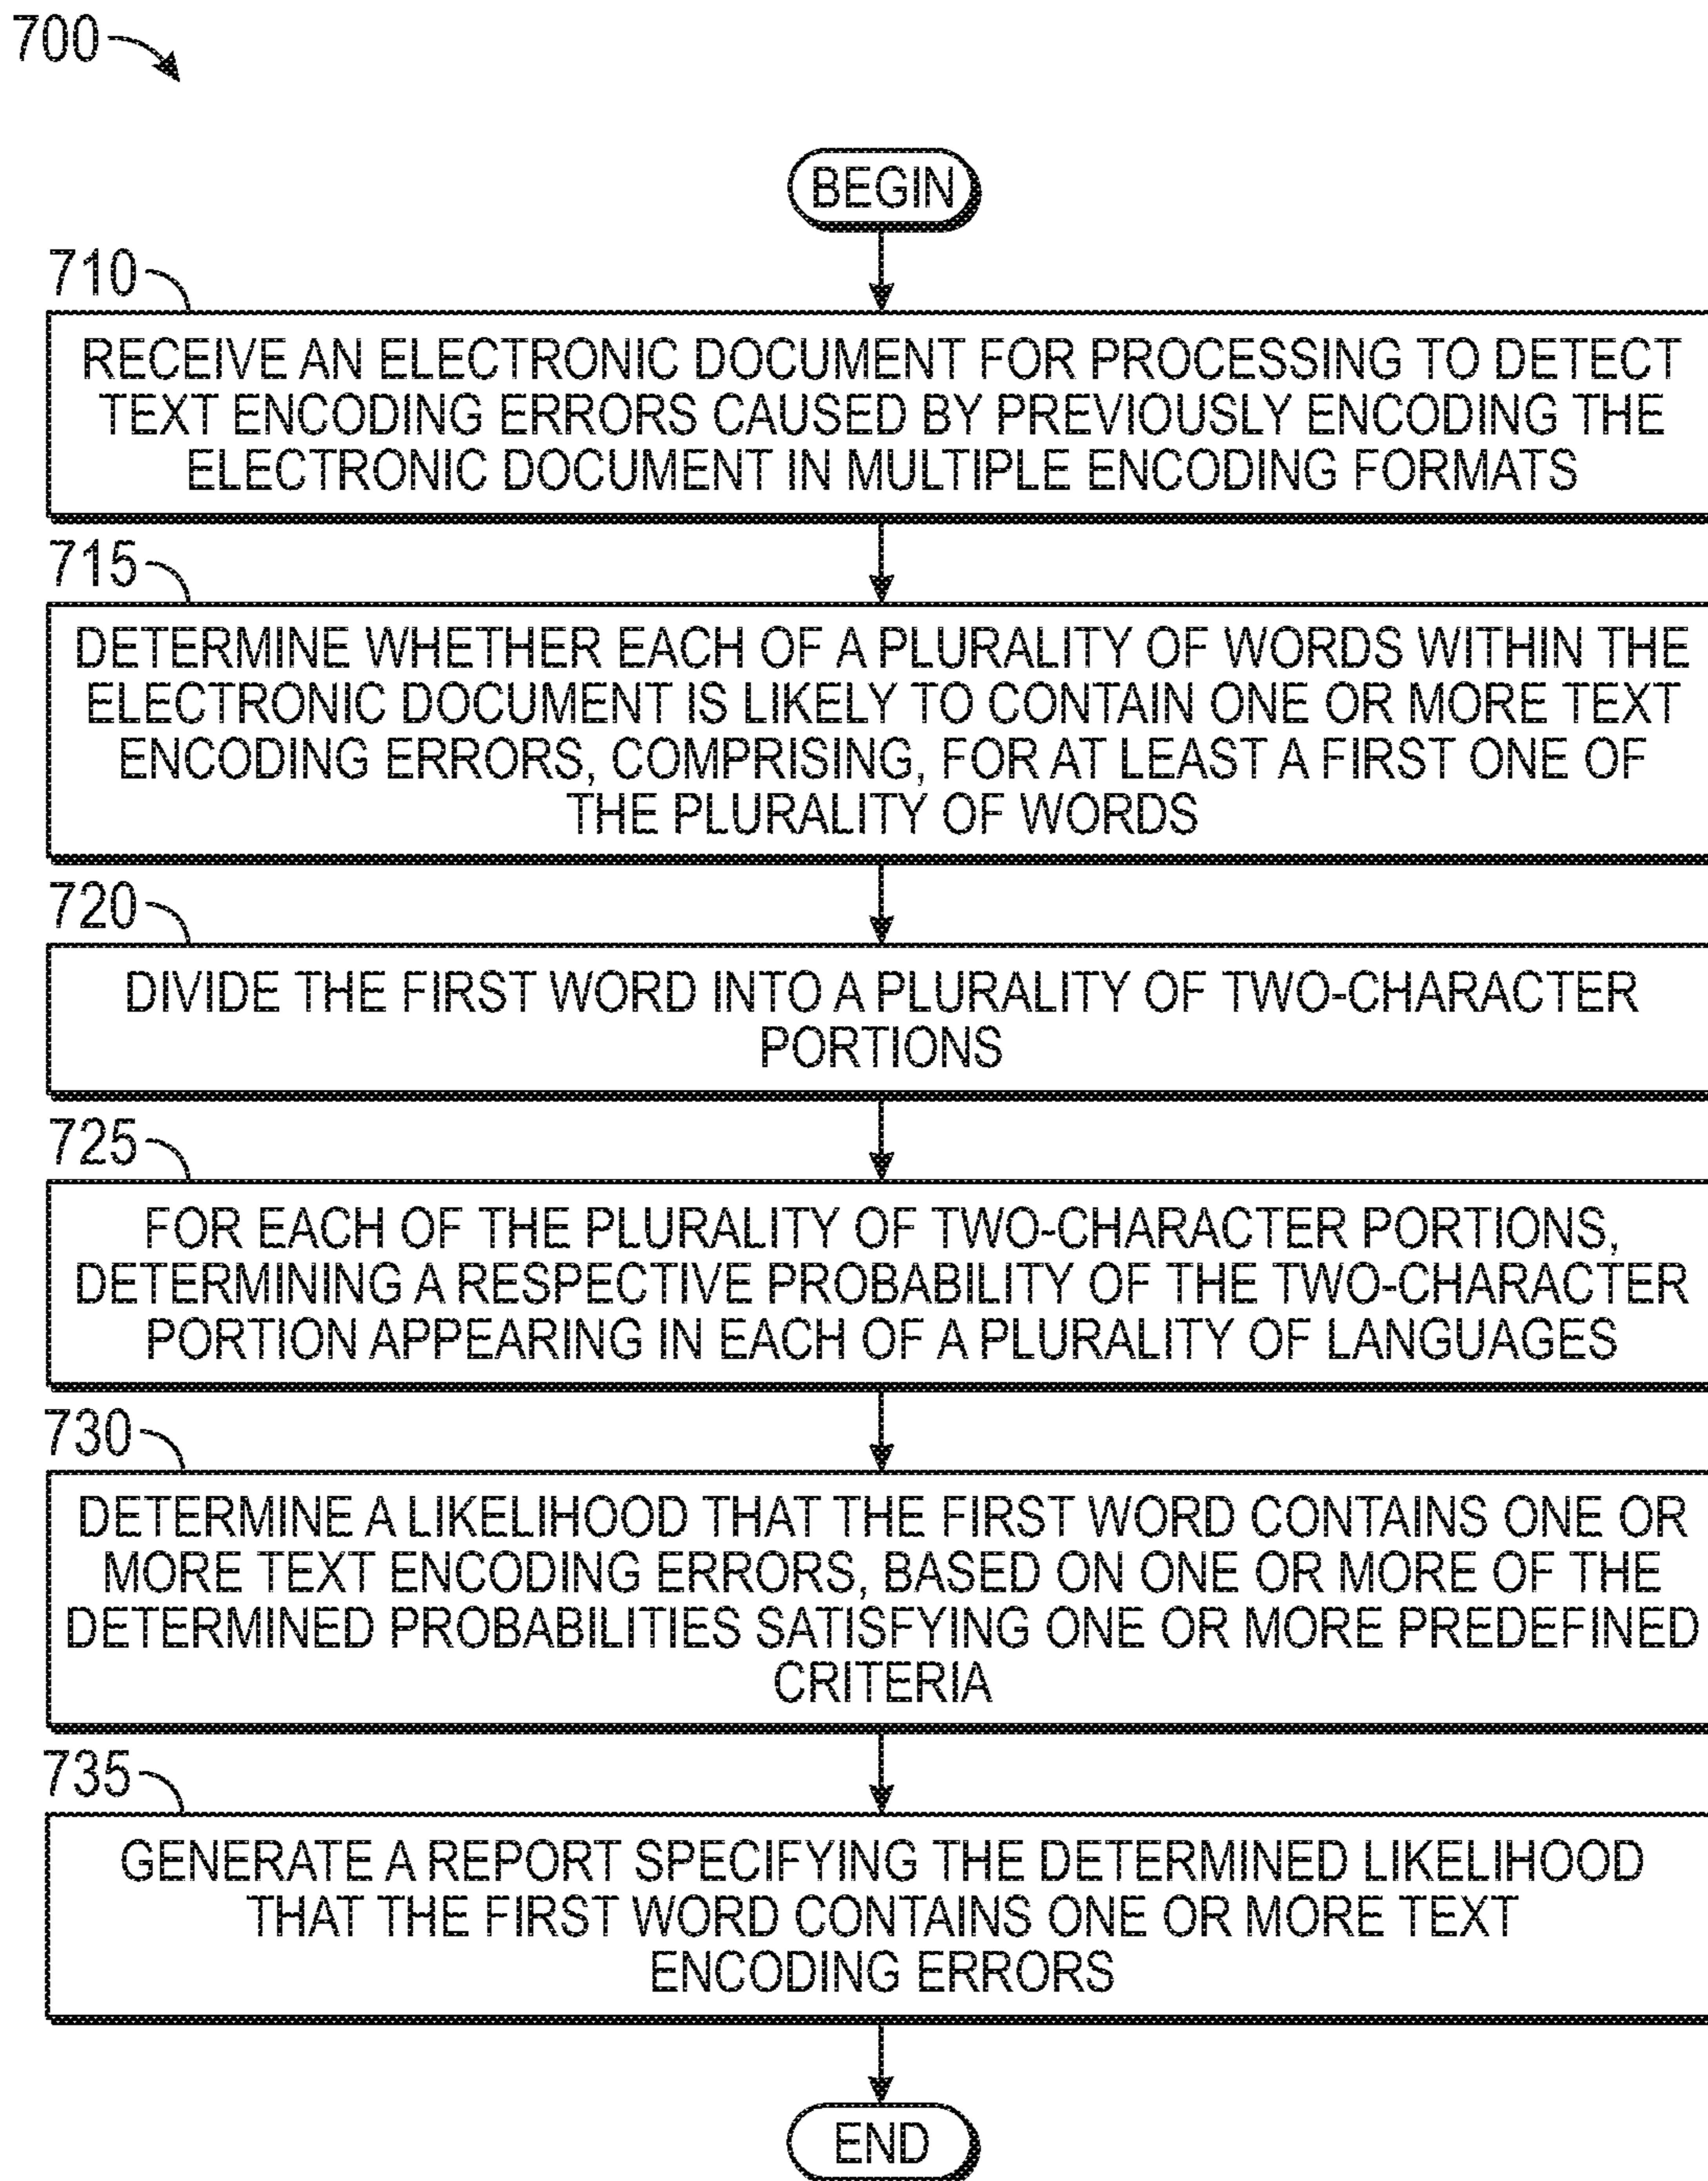 700
BEGIN
710
RECEIVE AN ELECTRONIC DOCUMENT FOR PROCESSING TO DETECT
TEXT ENCODING ERRORS CAUSED BY PREVIOUSLY ENCODING THE
ELECTRONIC DOCUMENT IN MULTIPLE ENCODING FORMATS
715
DETERMINE WHETHER EACH OF A PLURALITY OF WORDS WITHIN THE
ELECTRONIC DOCUMENT IS LIKELY TO CONTAIN ONE OR MORE TEXT
ENCODING ERRORS, COMPRISING, FOR AT LEAST A FIRST ONE OF
THE PLURALITY OF WORDS
720
DIVIDE THE FIRST WORD INTO A PLURALITY OF TWO-CHARACTER
PORTIONS
725
FOR EACH OF THE PLURALITY OF TWO-CHARACTER PORTIONS,
DETERMINING A RESPECTIVE PROBABILITY OF THE TWO-CHARACTER
PORTION APPEARING IN EACH OF A PLURALITY OF LANGUAGES
730
DETERMINE A LIKELIHOOD THAT THE FIRST WORD CONTAINS ONE OR
MORE TEXT ENCODING ERRORS, BASED ON ONE OR MORE OF THE
DETERMINED PROBABILITIES SATISFYING ONE OR MORE PREDEFINED
CRITERIA
735
GENERATE A REPORT SPECIFYING THE DETERMINED LIKELIHOOD
THAT THE FIRST WORD CONTAINS ONE OR MORE TEXT
ENCODING ERRORS
END